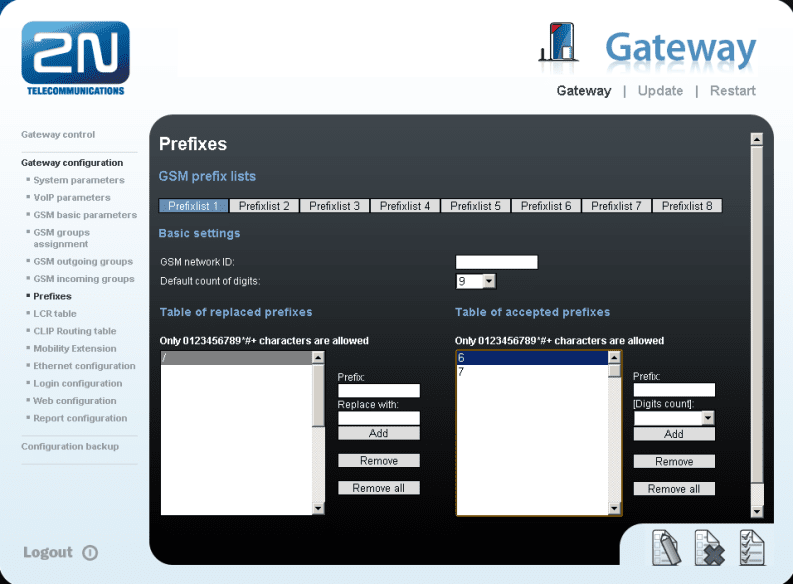 2N
TELECOMMUNICATIONS
Gateway
Gateway | Update | Restart
Gateway control
Gateway configuration
System parameters
VoIP parameters
GSM basic parameters
GSM groups
assignment
GSM outgoing groups
GSM incoming groups
Prefixes
LCR table
CLIP Routing table
Mobility Extension
Ethernet configuration
Login configuration
Web configuration
Report configuration
Configuration backup
Logout
Prefixes
GSM prefix lists
Prefixlist 1 Prefixlist 2 Prefixlist 3 Prefixlist 4 Prefixlist 5 Prefixlist 6 Prefixlist 7 Prefixlist 8
Basic settings
GSM network ID:
Default count of digits: 9
Table of replaced prefixes
Only 0123456789*#+ characters are allowed
/
Prefix:
Replace with:
Add
Remove
Remove all
Table of accepted prefixes
Only 0123456789*#+ characters are allowed
6
7
Prefix:
[Digits count]:
Add
Remove
Remove all